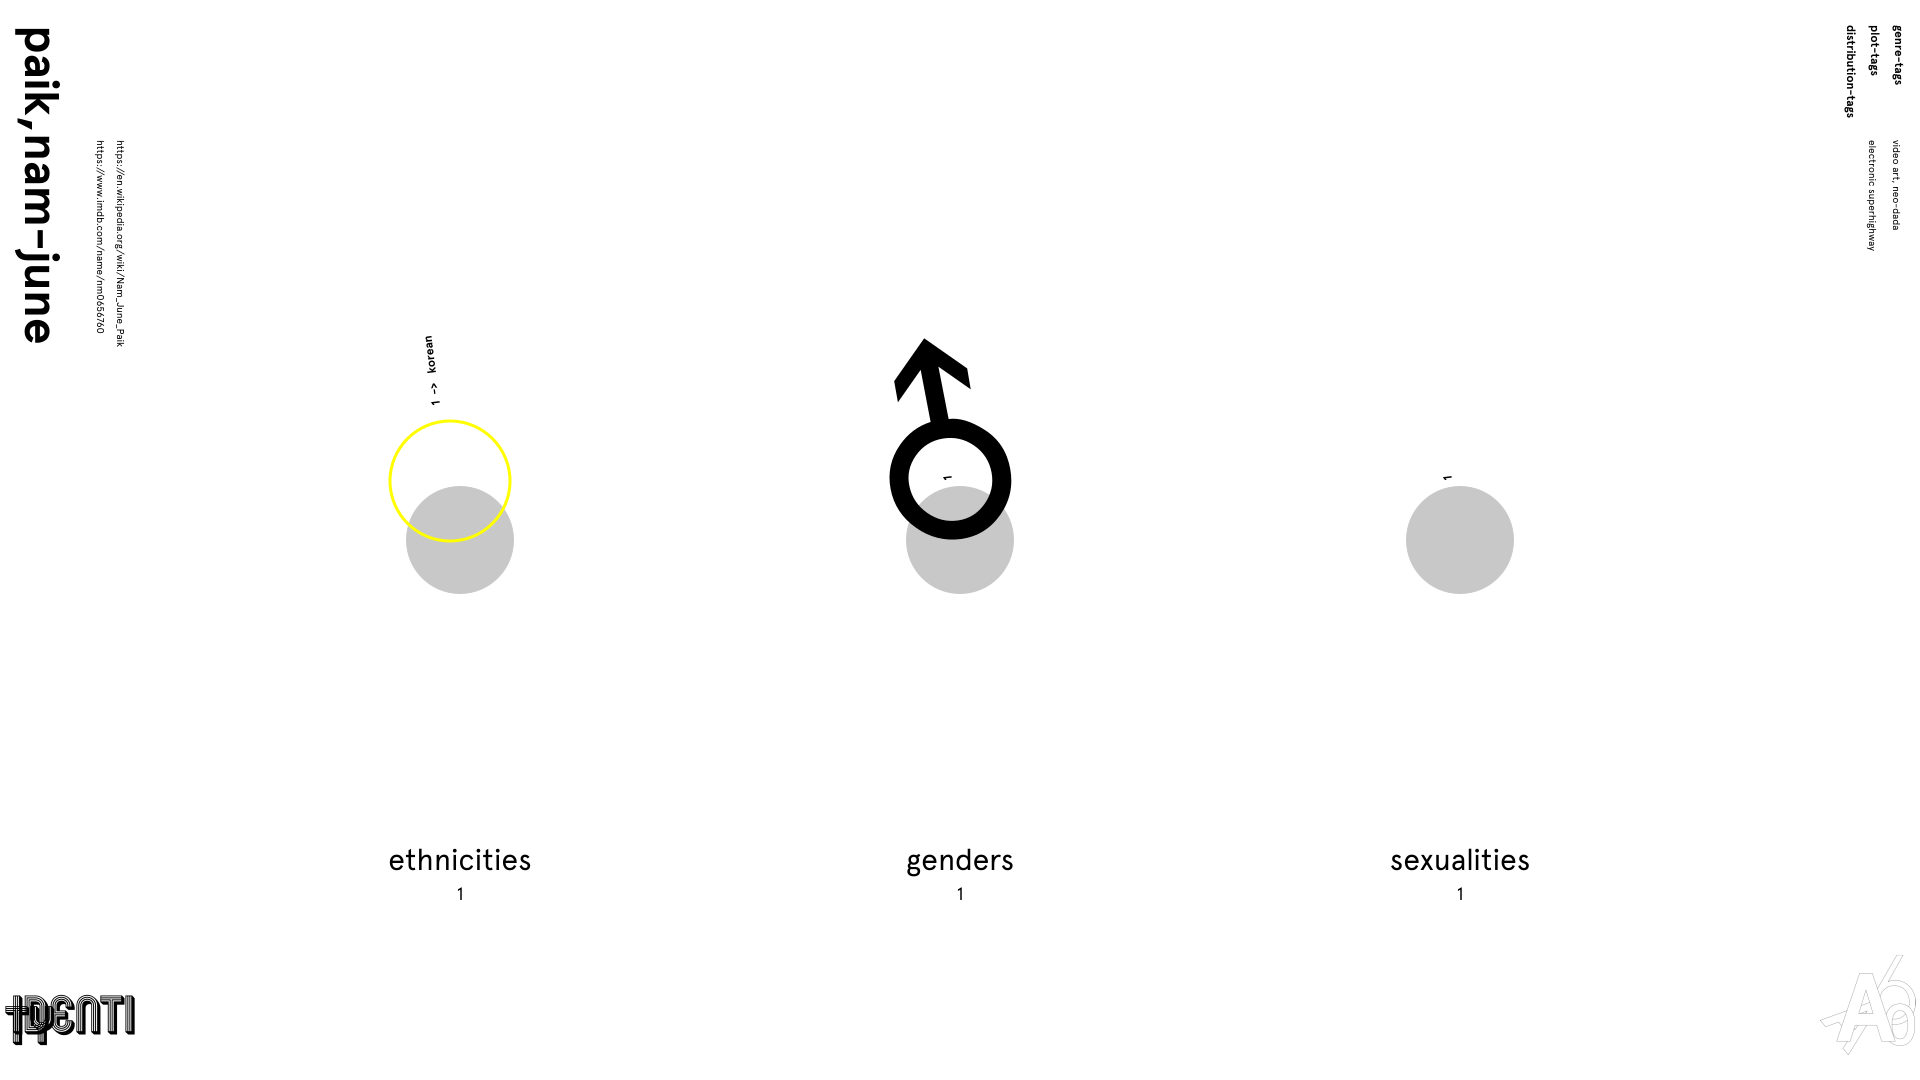 paik, nam-june
https://en.wikipedia.org/wiki/Nam_June_Paik
https://www.imdb.com/name/nm0656760
genre-tags
video art, neo-dada
plot-tags
electronic superhighway
distribution-tags
1 -> korean
1
1
ethnicities
1
genders
1
sexualities
1
IDENTI
ty